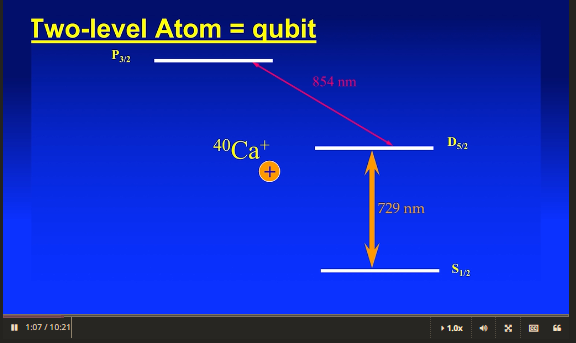 Two-level Atom = qubit
P3/2
854 nm
40Ca+
+
D5/2
729 nm
S1/2
1:07 / 10:21
1.0x